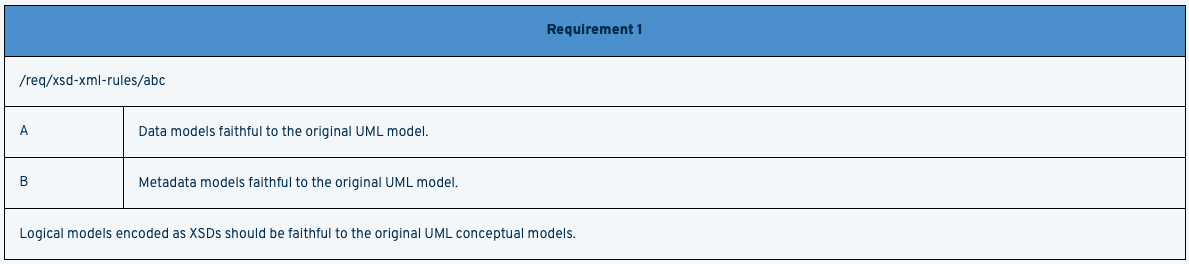 Requirement 1
/req/xsd-xml-rules/abc
A Data models faithful to the original UML model.
B Metadata models faithful to the original UML model.
Logical models encoded as XSDs should be faithful to the original UML conceptual models.